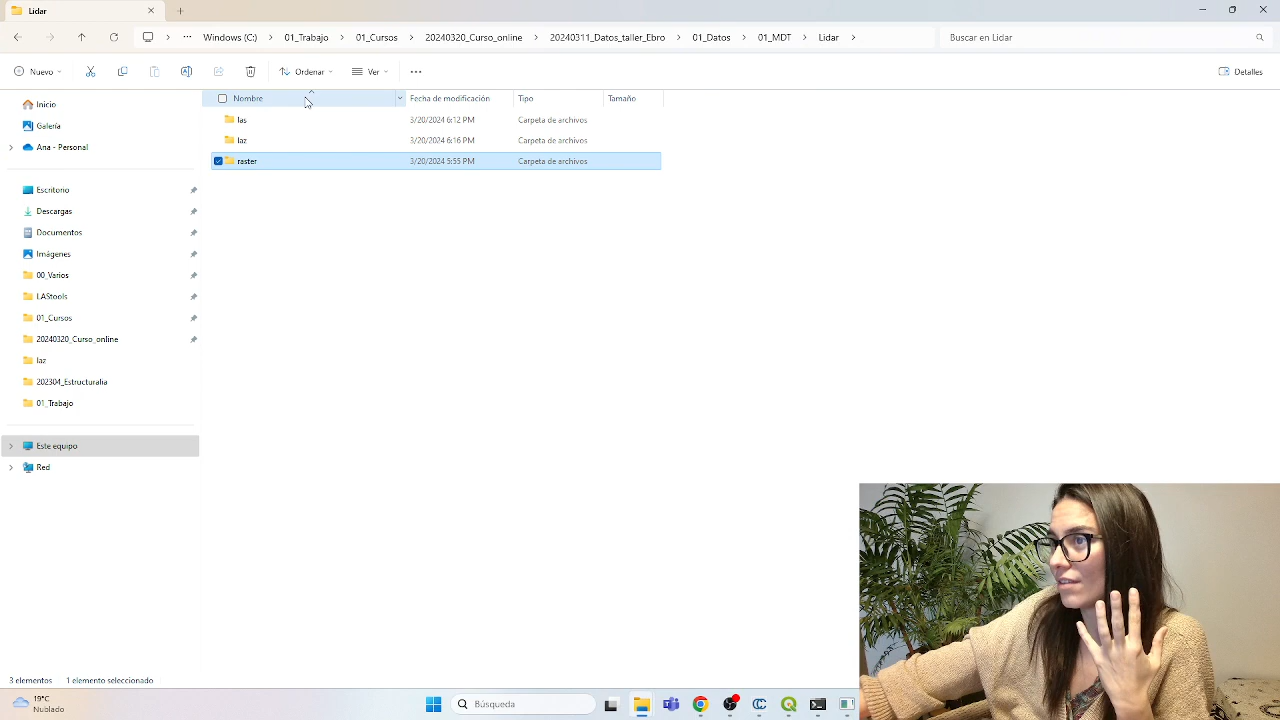 Lidar
Windows (C:) 01_Trabajo 01_Cursos 20240320_Curso_online 20240311_Datos_taller_Ebro 01_Datos 01_MDT Lidar
Buscar en Lidar
Nuevo Ordenar Ver Detalles
Nombre Fecha de modificación Tipo Tamaño
las 3/20/2024 6:12 PM Carpeta de archivos
laz 3/20/2024 6:16 PM Carpeta de archivos
raster 3/20/2024 5:55 PM Carpeta de archivos
Inicio
Galería
Ana - Personal
Escritorio
Descargas
Documentos
Imágenes
00_Varios
LAStools
01_Cursos
20240320_Curso_online
laz
202304_Estructuralia
01_Trabajo
Este equipo
Red
3 elementos 1 elemento seleccionado
19°C
Nublado
Búsqueda